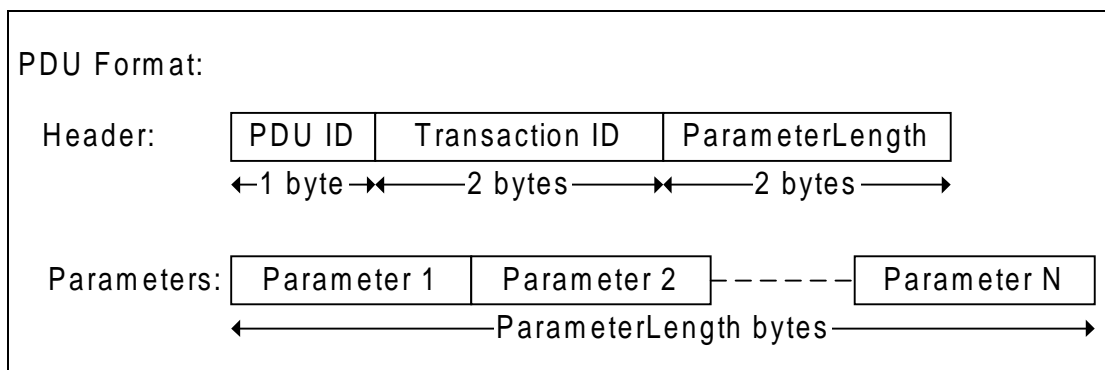 PDU Format:
Header: PDU ID Transaction ID ParameterLength
1 byte 2 bytes 2 bytes
Parameters: Parameter 1 Parameter 2 Parameter N
ParameterLength bytes